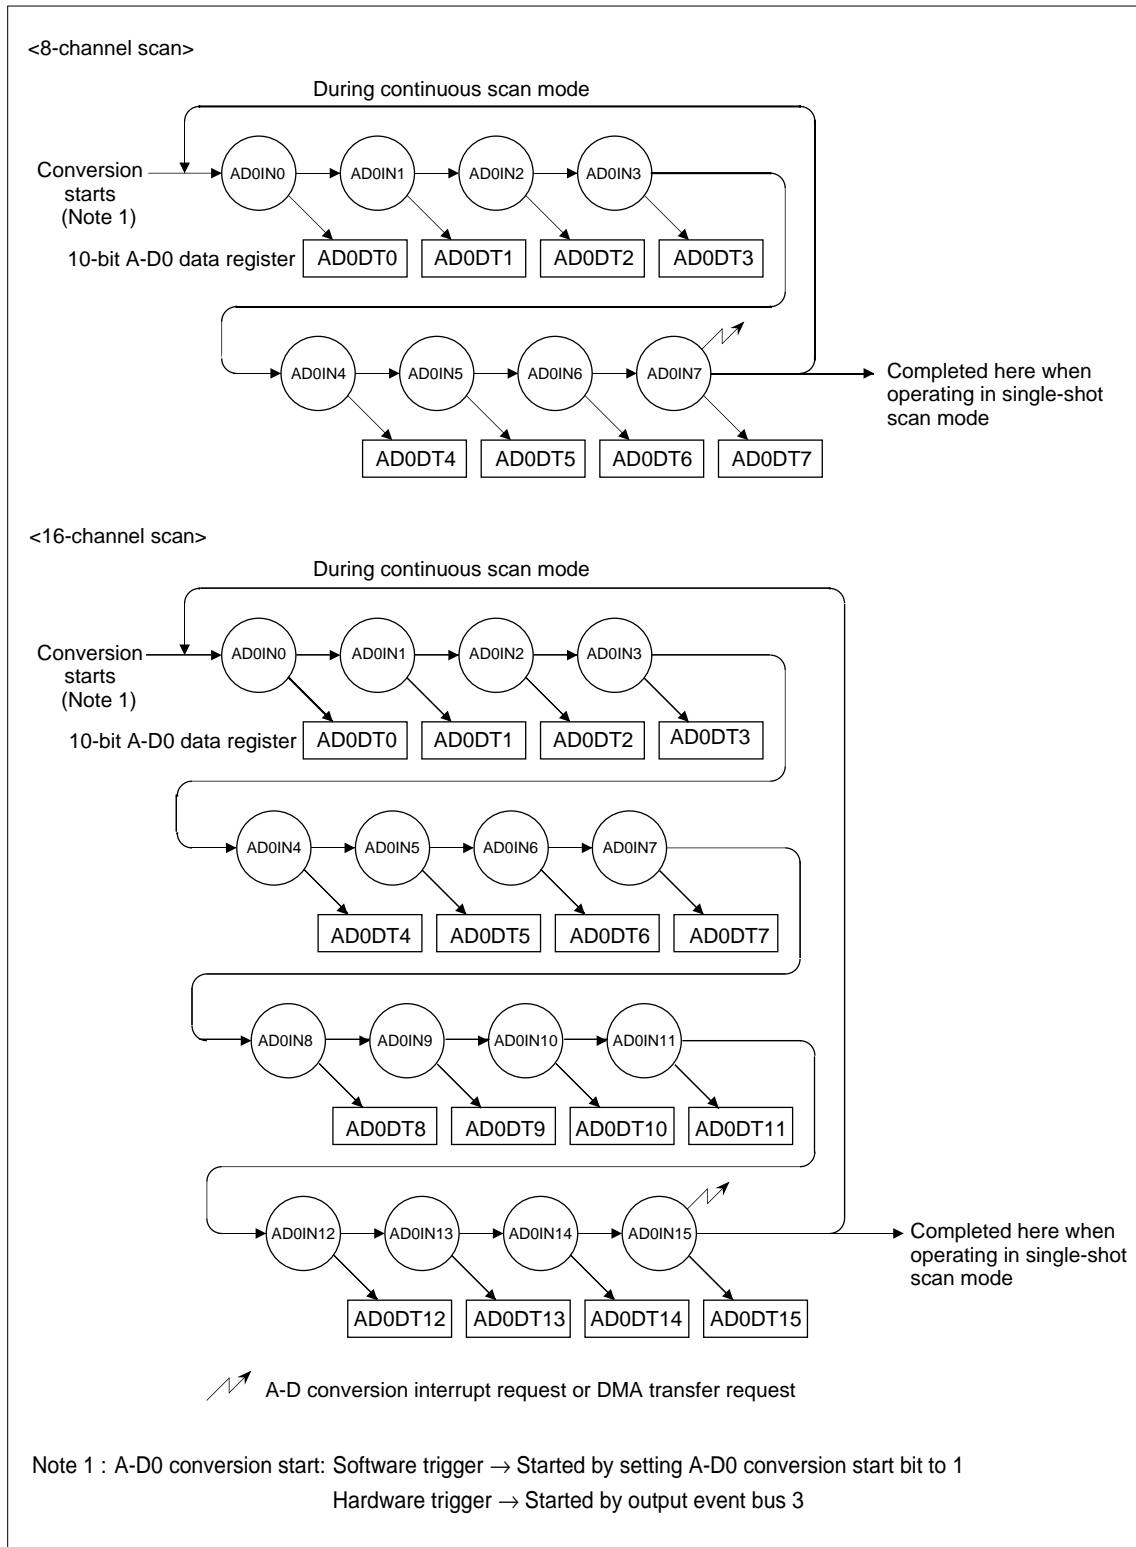 <8-channel scan>
During continuous scan mode
Conversion
starts
(Note 1)
AD0IN0
AD0IN1
AD0IN2
AD0IN3
10-bit A-D0 data register
AD0DT0
AD0DT1
AD0DT2
AD0DT3
AD0IN4
AD0IN5
AD0IN6
AD0IN7
Completed here when
operating in single-shot
scan mode
AD0DT4
AD0DT5
AD0DT6
AD0DT7
<16-channel scan>
During continuous scan mode
Conversion
starts
(Note 1)
AD0IN0
AD0IN1
AD0IN2
AD0IN3
10-bit A-D0 data register
AD0DT0
AD0DT1
AD0DT2
AD0DT3
AD0IN4
AD0IN5
AD0IN6
AD0IN7
AD0DT4
AD0DT5
AD0DT6
AD0DT7
AD0IN8
AD0IN9
AD0IN10
AD0IN11
AD0DT8
AD0DT9
AD0DT10
AD0DT11
AD0IN12
AD0IN13
AD0IN14
AD0IN15
Completed here when
operating in single-shot
scan mode
AD0DT12
AD0DT13
AD0DT14
AD0DT15
A-D conversion interrupt request or DMA transfer request
Note 1 : A-D0 conversion start: Software trigger → Started by setting A-D0 conversion start bit to 1
Hardware trigger → Started by output event bus 3